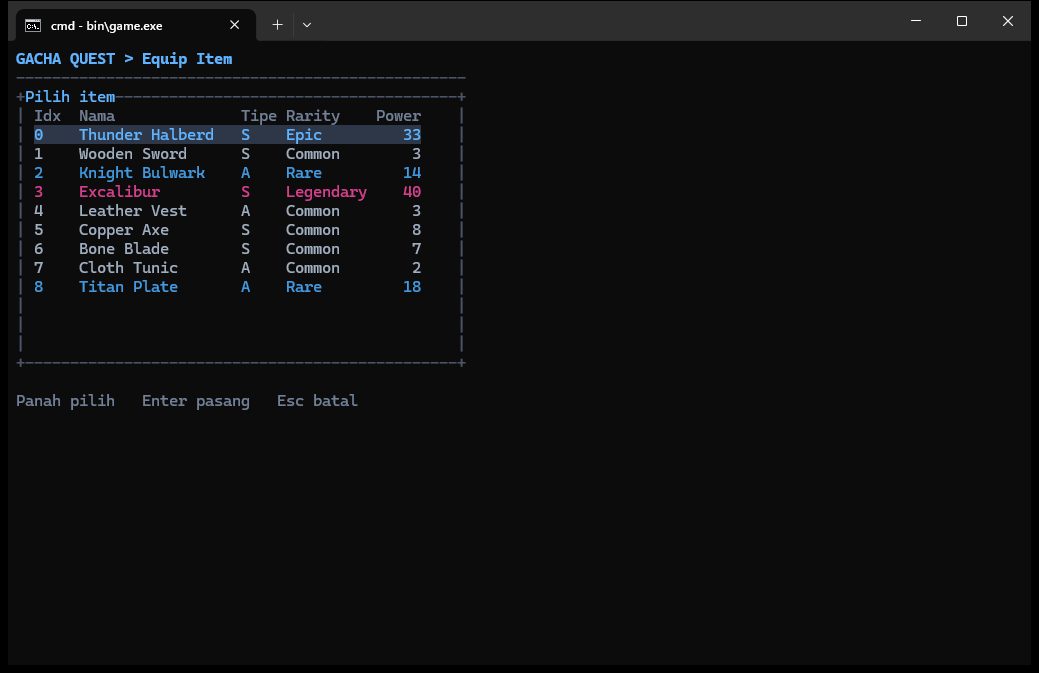 cmd - bin\game.exe
GACHA QUEST > Equip Item
Pilih item
Idx Nama Tipe Rarity Power
0 Thunder Halberd S Epic 33
1 Wooden Sword S Common 3
2 Knight Bulwark A Rare 14
3 Excalibur S Legendary 40
4 Leather Vest A Common 3
5 Copper Axe S Common 8
6 Bone Blade S Common 7
7 Cloth Tunic A Common 2
8 Titan Plate A Rare 18
Panah pilih Enter pasang Esc batal